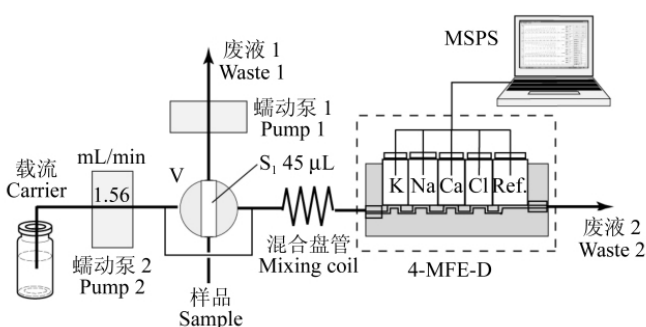 废液 1
Waste 1
MSPS
蠕动泵 1
Pump 1
载流
Carrier
mL/min
1.56
V
S₁ 45 μL
K Na Ca Cl Ref.
混合盘管
Mixing coil
废液 2
Waste 2
4-MFE-D
蠕动泵 2
Pump 2
样品
Sample